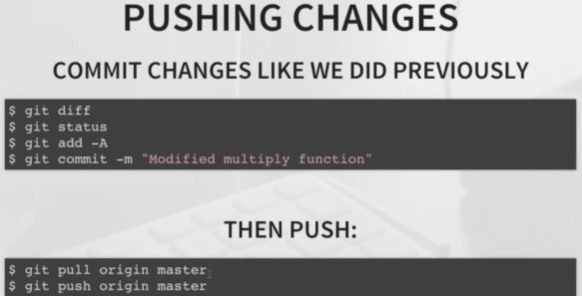 PUSHING CHANGES
COMMIT CHANGES LIKE WE DID PREVIOUSLY
$ git diff
$ git status
$ git add -A
$ git commit -m "Modified multiply function"
THEN PUSH:
$ git pull origin master
$ git push origin master